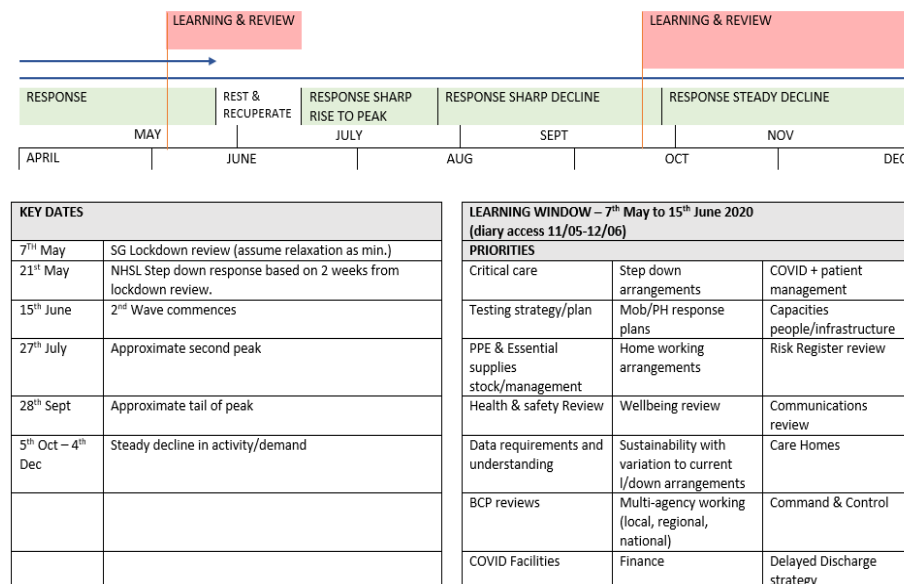 LEARNING & REVIEW
LEARNING & REVIEW
RESPONSE
REST &
RECUPERATE
RESPONSE SHARP
RISE TO PEAK
RESPONSE SHARP DECLINE
RESPONSE STEADY DECLINE
MAY
JULY
SEPT
NOV
APRIL
JUNE
AUG
OCT
DEC
KEY DATES
7TH May
SG Lockdown review (assume relaxation as min.)
21st May
NHSL Step down response based on 2 weeks from
lockdown review.
15th June
2nd Wave commences
27th July
Approximate second peak
28th Sept
Approximate tail of peak
5th Oct – 4th
Dec
Steady decline in activity/demand
LEARNING WINDOW – 7th May to 15th June 2020
(diary access 11/05-12/06)
PRIORITIES
Critical care
Step down
arrangements
COVID + patient
management
Testing strategy/plan
Mob/PH response
plans
Capacities
people/infrastructure
PPE & Essential
supplies
stock/management
Home working
arrangements
Risk Register review
Health & safety Review
Wellbeing review
Communications
review
Data requirements and
understanding
Sustainability with
variation to current
l/down arrangements
Care Homes
BCP reviews
Multi-agency working
(local, regional,
national)
Command & Control
COVID Facilities
Finance
Delayed Discharge
strategy